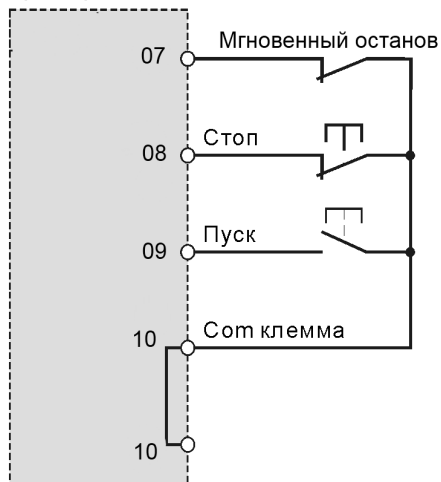 07 Мгновенный останов
08 Стоп
09 Пуск
10 Com клемма
10